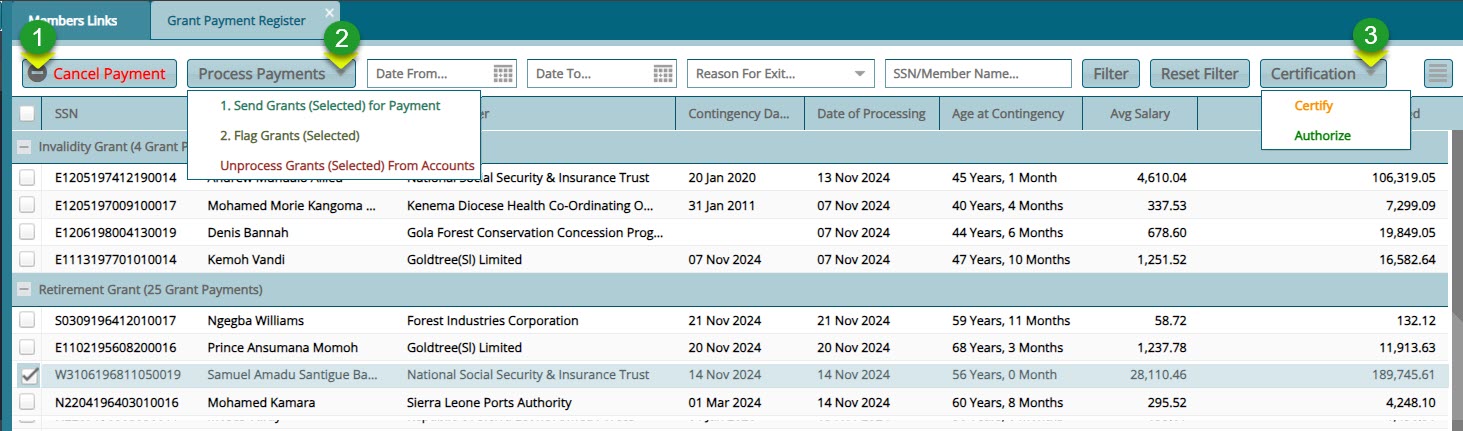 Members Links
Grant Payment Register
1
2
3
Cancel Payment Process Payments Date From... Date To... Reason For Exit... SSN/Member Name... Filter Reset Filter Certification
1. Send Grants (Selected) for Payment
2. Flag Grants (Selected)
Unprocess Grants (Selected) From Accounts
Certify
Authorize
SSN Contingency Da... Date of Processing Age at Contingency Avg Salary
Invalidity Grant (4 Grant P
E1205197412190014 National Social Security & Insurance Trust 20 Jan 2020 13 Nov 2024 45 Years, 1 Month 4,610.04 106,319.05
E1205197009100017 Mohamed Morie Kangoma ... Kenema Diocese Health Co-Ordinating O... 31 Jan 2011 07 Nov 2024 40 Years, 4 Months 337.53 7,299.09
E1206198004130019 Denis Bannah Gola Forest Conservation Concession Prog... 07 Nov 2024 44 Years, 6 Months 678.60 19,849.05
E1113197701010014 Kemoh Vandi Goldtree(Sl) Limited 07 Nov 2024 07 Nov 2024 47 Years, 10 Months 1,251.52 16,582.64
Retirement Grant (25 Grant Payments)
S0309196412010017 Ngegba Williams Forest Industries Corporation 21 Nov 2024 21 Nov 2024 59 Years, 11 Months 58.72 132.12
E1102195608200016 Prince Ansumana Momoh Goldtree(Sl) Limited 20 Nov 2024 20 Nov 2024 68 Years, 3 Months 1,237.78 11,913.63
W3106196811050019 Samuel Amadu Santigue Ba... National Social Security & Insurance Trust 14 Nov 2024 14 Nov 2024 56 Years, 0 Month 28,110.46 189,745.61
N2204196403010016 Mohamed Kamara Sierra Leone Ports Authority 01 Mar 2024 14 Nov 2024 60 Years, 8 Months 295.52 4,248.10